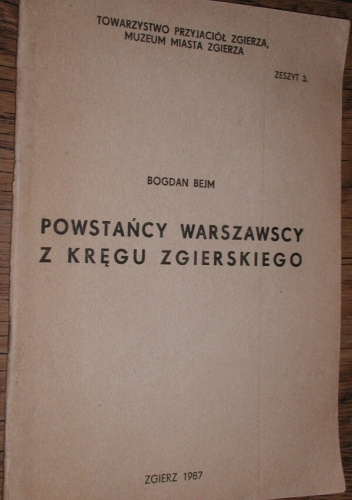 TOWARZYSTWO PRZYJACIÓŁ ZGIERZA,
MUZEUM MIASTA ZGIERZA
ZESZYT 3.
BOGDAN BEJM
POWSTAŃCY WARSZAWSCY
Z KRĘGU ZGIERSKIEGO
ZGIERZ 1987